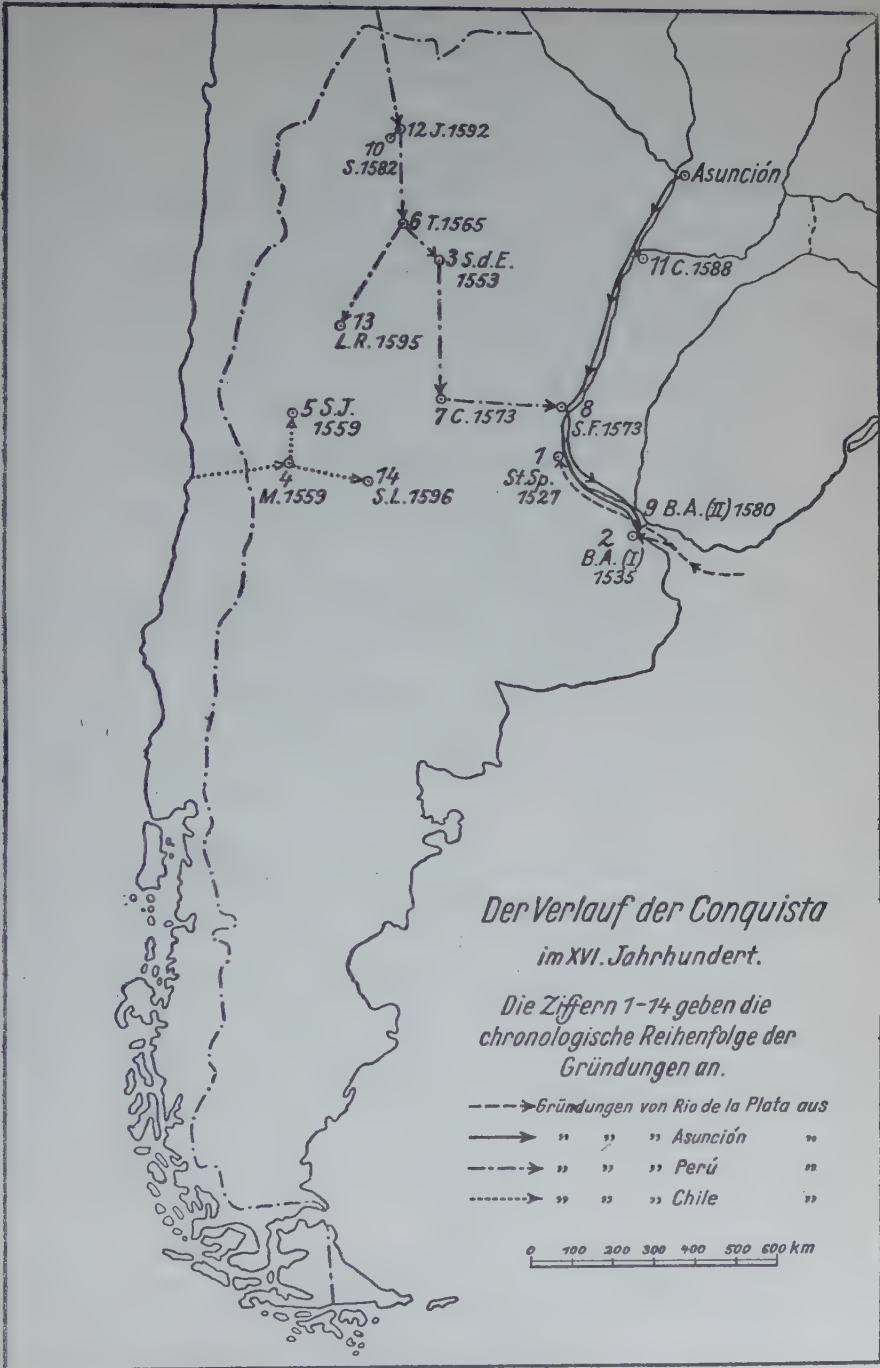 12 J. 1592
10
S. 1582
Asunción
6 T. 1565
3 S.d.E.
1553
11 C. 1588
13
L.R. 1595
5 S.J.
1559
7 C. 1573
8
S.F. 1573
4
M. 1559
14
S.L. 1596
1
St.Sp.
1527
9 B.A. (II) 1580
2
B.A. (I)
1535
Der Verlauf der Conquista
im XVI. Jahrhundert.
Die Ziffern 1-14 geben die
chronologische Reihenfolge der
Gründungen an.
Gründungen von Rio de la Plata aus
" " " Asunción "
" " " Perú "
" " " Chile "
0 100 200 300 400 500 600 km